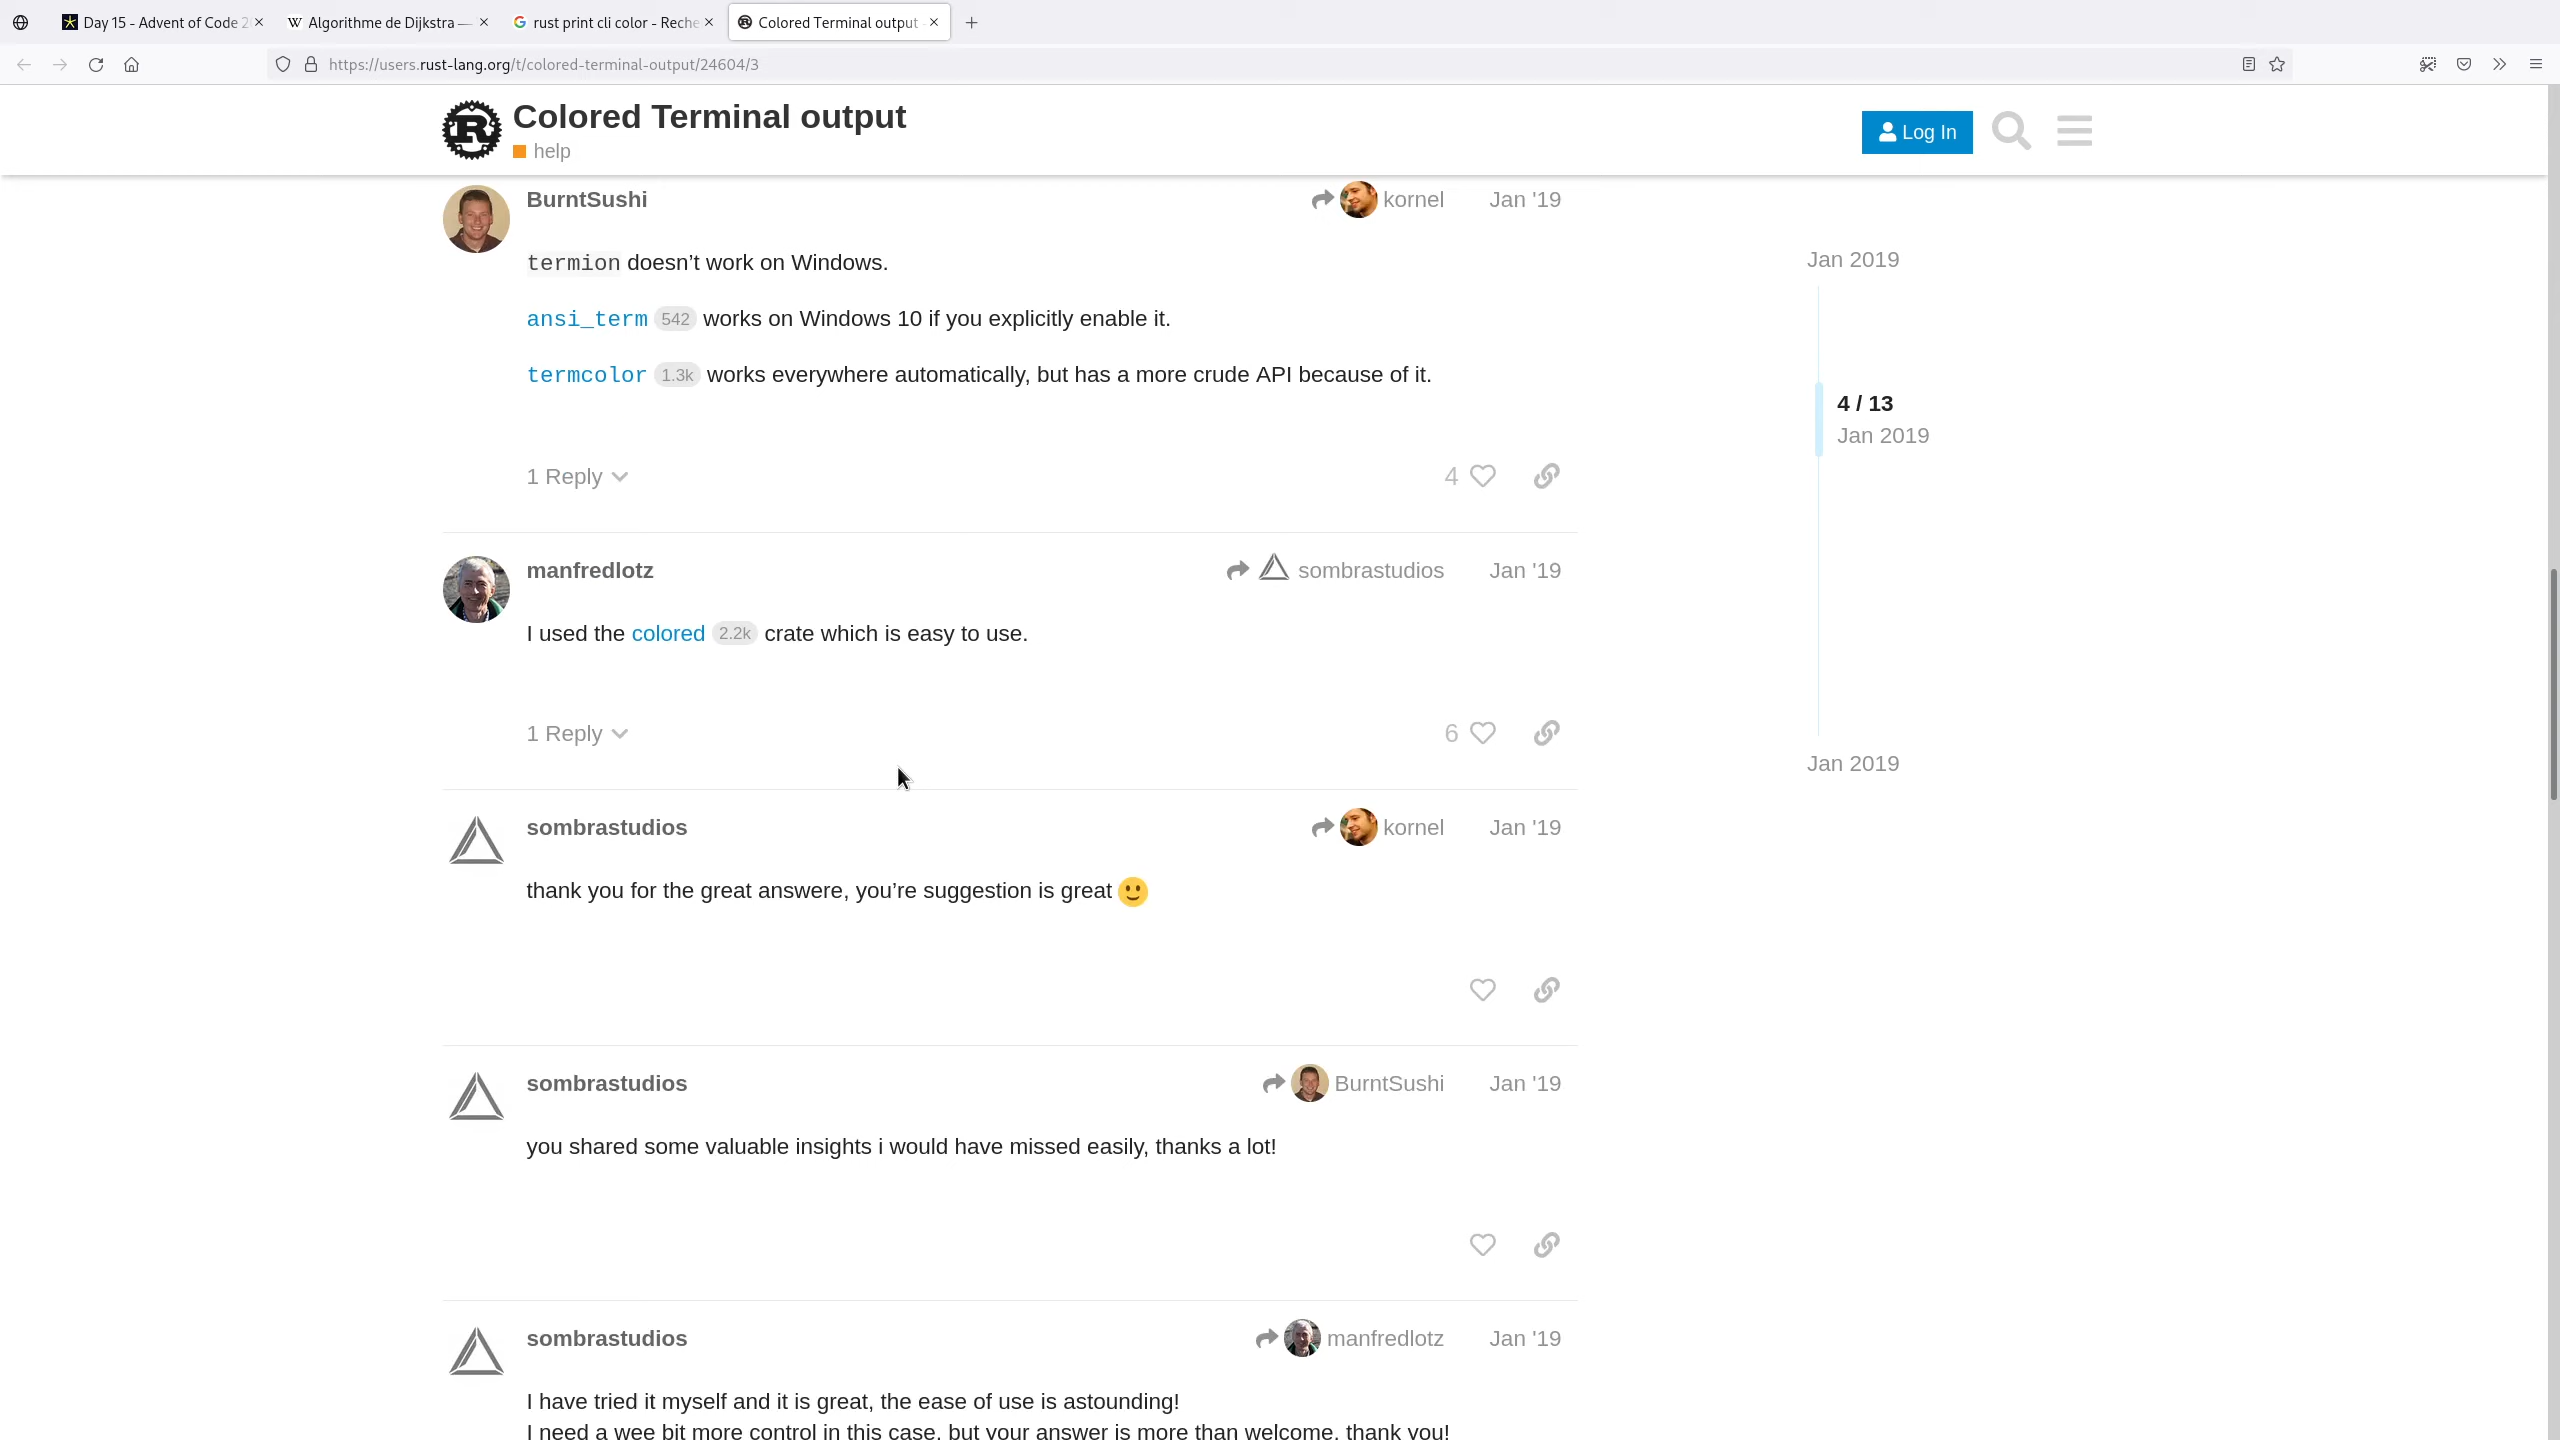 Day 15 - Advent of Code 2
Algorithme de Dijkstra —
rust print cli color - Reche
Colored Terminal output
https://users.rust-lang.org/t/colored-terminal-output/24604/3
Colored Terminal output
help
Log In
BurntSushi
kornel
Jan '19
termion doesn’t work on Windows.
ansi_term 542 works on Windows 10 if you explicitly enable it.
termcolor 1.3k works everywhere automatically, but has a more crude API because of it.
1 Reply
4
manfredlotz
sombrastudios
Jan '19
I used the colored 2.2k crate which is easy to use.
1 Reply
6
sombrastudios
kornel
Jan '19
thank you for the great answere, you’re suggestion is great
sombrastudios
BurntSushi
Jan '19
you shared some valuable insights i would have missed easily, thanks a lot!
sombrastudios
manfredlotz
Jan '19
I have tried it myself and it is great, the ease of use is astounding!
I need a wee bit more control in this case, but your answer is more than welcome, thank you!
Jan 2019
4 / 13
Jan 2019
Jan 2019